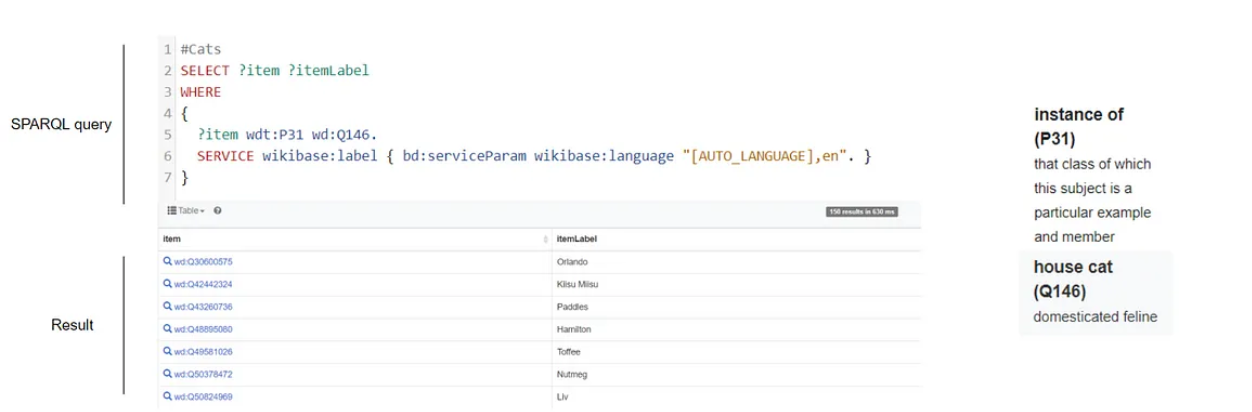 SPARQL query
1 #Cats
2 SELECT ?item ?itemLabel
3 WHERE
4 {
5 ?item wdt:P31 wd:Q146.
6 SERVICE wikibase:label { bd:serviceParam wikibase:language "[AUTO_LANGUAGE],en". }
7 }
Table
150 results in 630 ms
Result
item itemLabel
wd:Q30600575 Orlando
wd:Q42442324 Kiisu Miisu
wd:Q43260736 Paddles
wd:Q48895080 Hamilton
wd:Q49581026 Toffee
wd:Q50378472 Nutmeg
wd:Q50824969 Liv
instance of
(P31)
that class of which
this subject is a
particular example
and member
house cat
(Q146)
domesticated feline